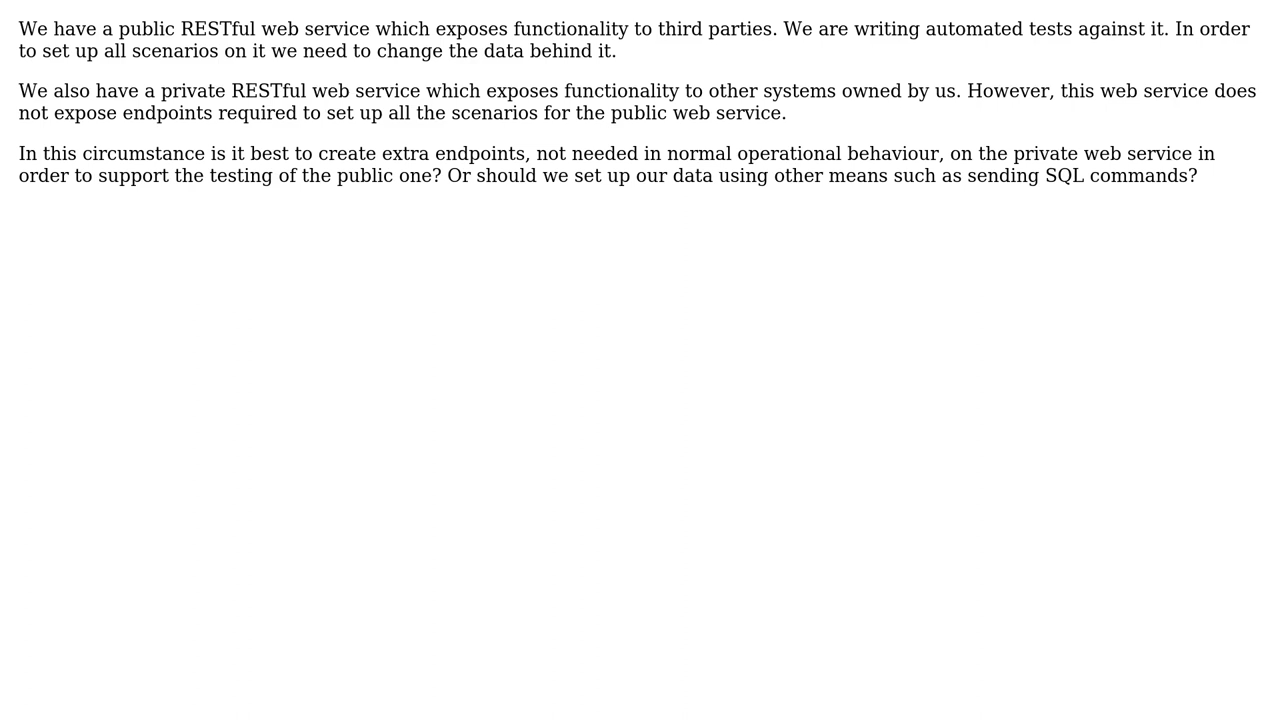 We have a public RESTful web service which exposes functionality to third parties. We are writing automated tests against it. In order
to set up all scenarios on it we need to change the data behind it.
We also have a private RESTful web service which exposes functionality to other systems owned by us. However, this web service does
not expose endpoints required to set up all the scenarios for the public web service.
In this circumstance is it best to create extra endpoints, not needed in normal operational behaviour, on the private web service in
order to support the testing of the public one? Or should we set up our data using other means such as sending SQL commands?